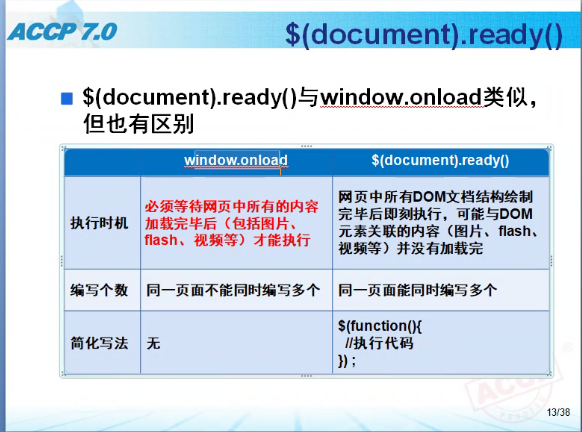 ACCP 7.0
$(document).ready()
$(document).ready()与window.onload类似，
但也有区别
window.onload
$(document).ready()
执行时机
必须等待网页中所有的内容
加载完毕后（包括图片、
flash、视频等）才能执行
网页中所有DOM文档结构绘制
完毕后即刻执行，可能与DOM
元素关联的内容（图片、flash、
视频等）并没有加载完
编写个数
同一页面不能同时编写多个
同一页面能同时编写多个
简化写法
无
$(function(){
//执行代码
}) ;
ACCP
13/38